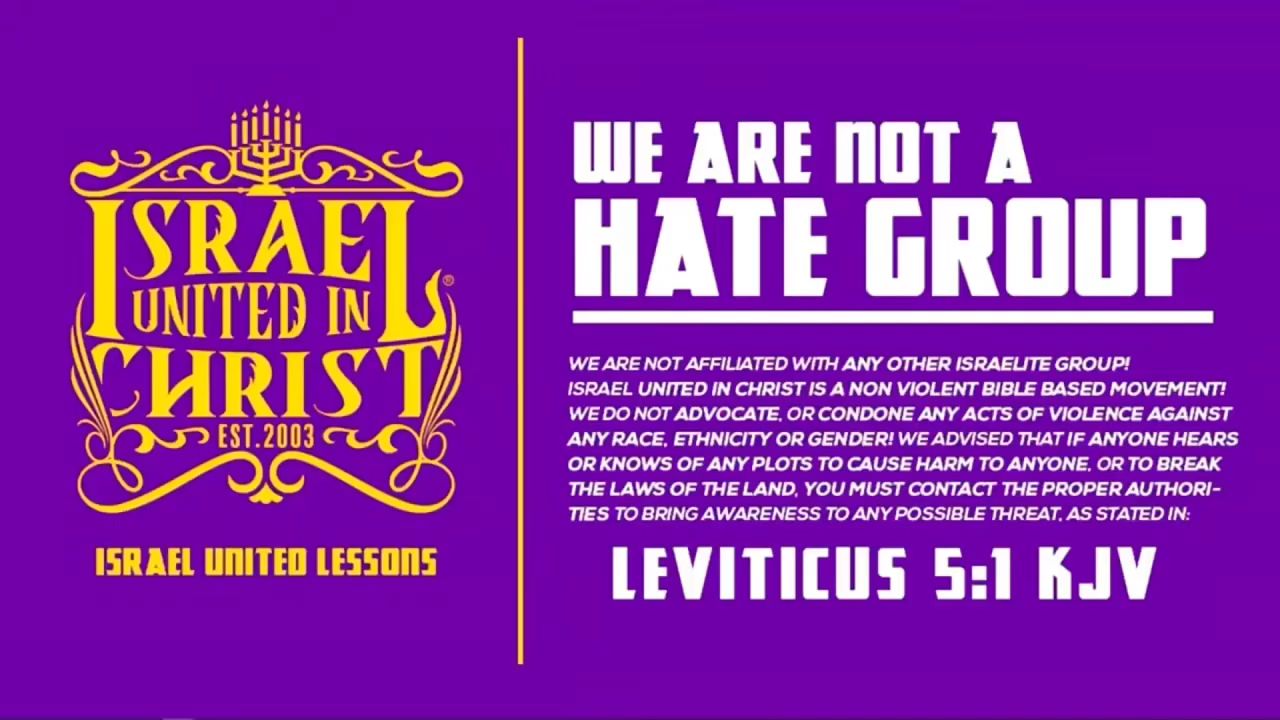 ISRAEL
UNITED IN
CHRIST®
EST.2003
ISRAEL UNITED LESSONS
WE ARE NOT A
HATE GROUP
WE ARE NOT AFFILIATED WITH ANY OTHER ISRAELITE GROUP!
ISRAEL UNITED IN CHRIST IS A NON VIOLENT BIBLE BASED MOVEMENT!
WE DO NOT ADVOCATE, OR CONDONE ANY ACTS OF VIOLENCE AGAINST
ANY RACE, ETHNICITY OR GENDER! WE ADVISED THAT IF ANYONE HEARS
OR KNOWS OF ANY PLOTS TO CAUSE HARM TO ANYONE, OR TO BREAK
THE LAWS OF THE LAND, YOU MUST CONTACT THE PROPER AUTHORI-
TIES TO BRING AWARENESS TO ANY POSSIBLE THREAT, AS STATED IN:
LEVITICUS 5:1 KJV